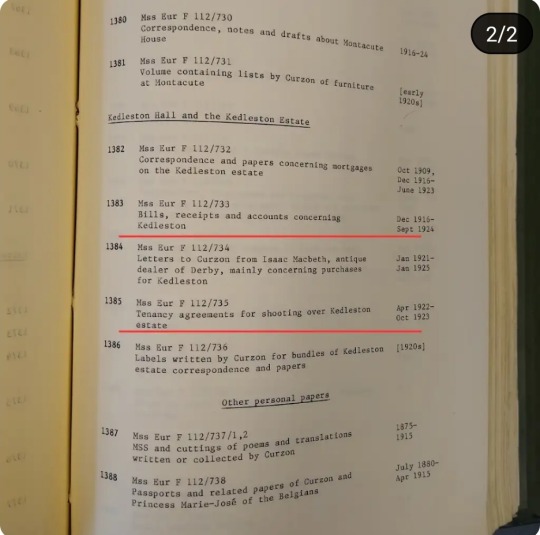 2/2
1380 Mss Eur F 112/730
Correspondence, notes and drafts about Montacute
House 1916-24
1381 Mss Eur F 112/731
Volume containing lists by Curzon of furniture
at Montacute [early
1920s]
Kedleston Hall and the Kedleston Estate
1382 Mss Eur F 112/732
Correspondence and papers concerning mortgages
on the Kedleston estate Oct 1909,
Dec 1916-
June 1923
1383 Mss Eur F 112/733
Bills, receipts and accounts concerning
Kedleston Dec 1916-
Sept 1924
1384 Mss Eur F 112/734
Letters to Curzon from Isaac Macbeth, antique
dealer of Derby, mainly concerning purchases
for Kedleston Jan 1921-
Jan 1925
1385 Mss Eur F 112/735
Tenancy agreements for shooting over Kedleston
estate Apr 1922-
Oct 1923
1386 Mss Eur F 112/736
Labels written by Curzon for bundles of Kedleston
estate correspondence and papers [1920s]
Other personal papers
1387 Mss Eur F 112/737/1,2
MSS and cuttings of poems and translations
written or collected by Curzon 1875-
1915
1388 Mss Eur F 112/738
Passports and related papers of Curzon and
Princess Marie-José of the Belgians July 1880-
Apr 1915